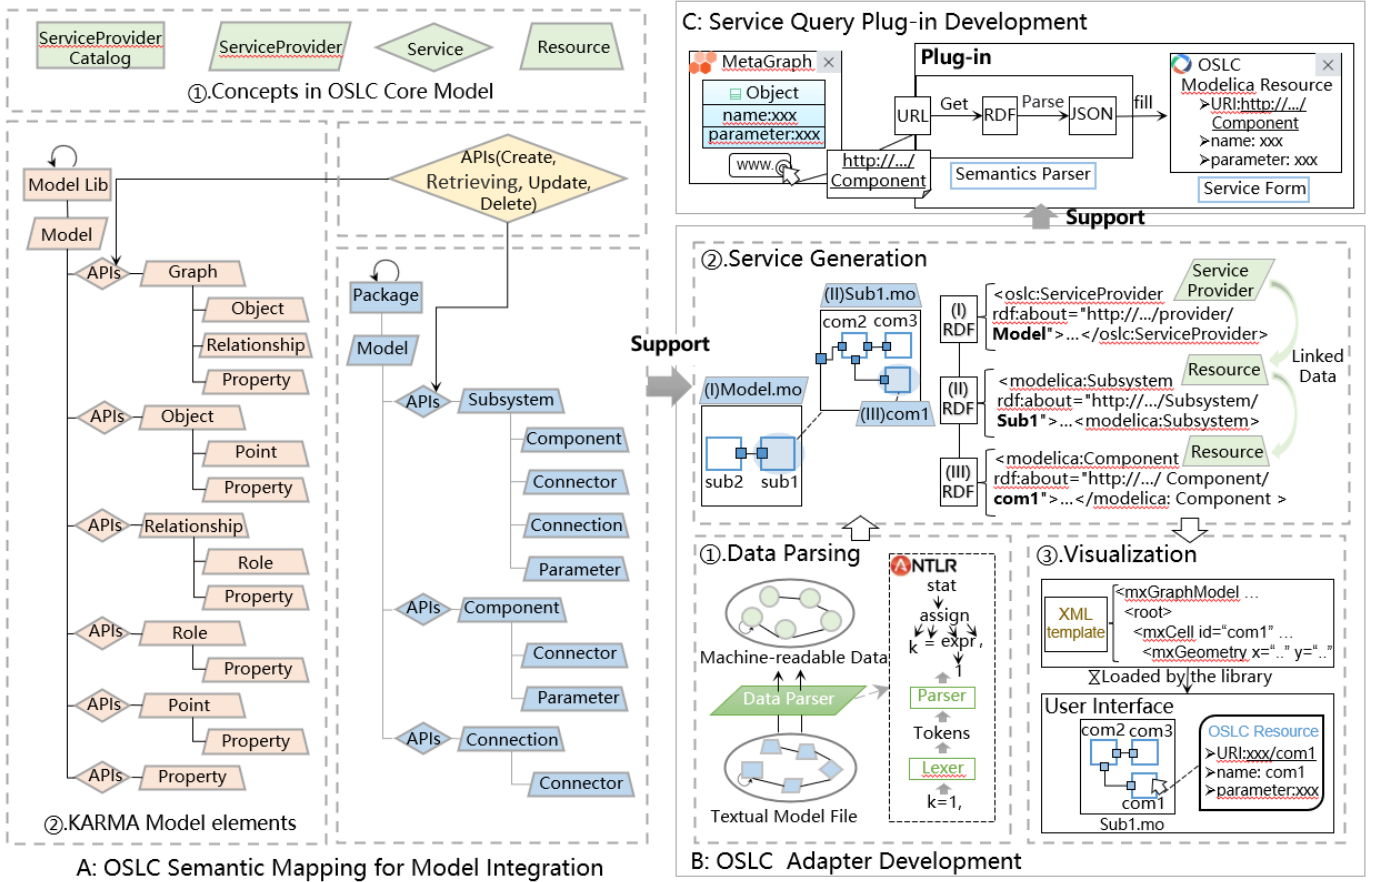 ServiceProvider
Catalog
ServiceProvider
Service
Resource
①.Concepts in OSLC Core Model
Model Lib
Model
APIs
Graph
Object
Relationship
Property
APIs
Object
Point
Property
APIs
Relationship
Role
Property
APIs
Role
Property
APIs
Point
Property
APIs
Property
②.KARMA Model elements
APIs(Create,
Retrieving, Update,
Delete)
Package
Model
APIs
Subsystem
Component
Connector
Connection
Parameter
APIs
Component
Connector
Parameter
APIs
Connection
Connector
A: OSLC Semantic Mapping for Model Integration
Support
C: Service Query Plug-in Development
MetaGraph
Object
name:xxx
parameter:xxx
www.@
http://.../
Component
Plug-in
URL
Get
RDF
Parse
JSON
fill
Semantics Parser
OSLC
Modelica Resource
➢URI:http://.../
Component
➢name: xxx
➢parameter: xxx
Service Form
Support
②.Service Generation
(II)Sub1.mo
com2 com3
(III)com1
(I)Model.mo
sub2
sub1
(I)
RDF
<oslc:ServiceProvider
rdf:about="http://.../provider/
Model">...</oslc:ServiceProvider>
Service
Provider
(II)
RDF
<modelica:Subsystem
rdf:about="http://.../Subsystem/
Sub1">...<modelica:Subsystem>
Resource
Linked
Data
(III)
RDF
<modelica:Component
rdf:about="http://.../ Component/
com1">...</modelica: Component >
Resource
①.Data Parsing
Machine-readable Data
Data Parser
Textual Model File
ANTLR
stat
assign
k = expr ,
1
Parser
Tokens
Lexer
k=1,
③.Visualization
XML
template
<mxGraphModel ...
<root>
<mxCell id=“com1” ...
<mxGeometry x=“..” y=“..”
Loaded by the library
User Interface
com2 com3
com1
Sub1.mo
OSLC Resource
➢URI:xxx/com1
➢name: com1
➢parameter:xxx
B: OSLC Adapter Development